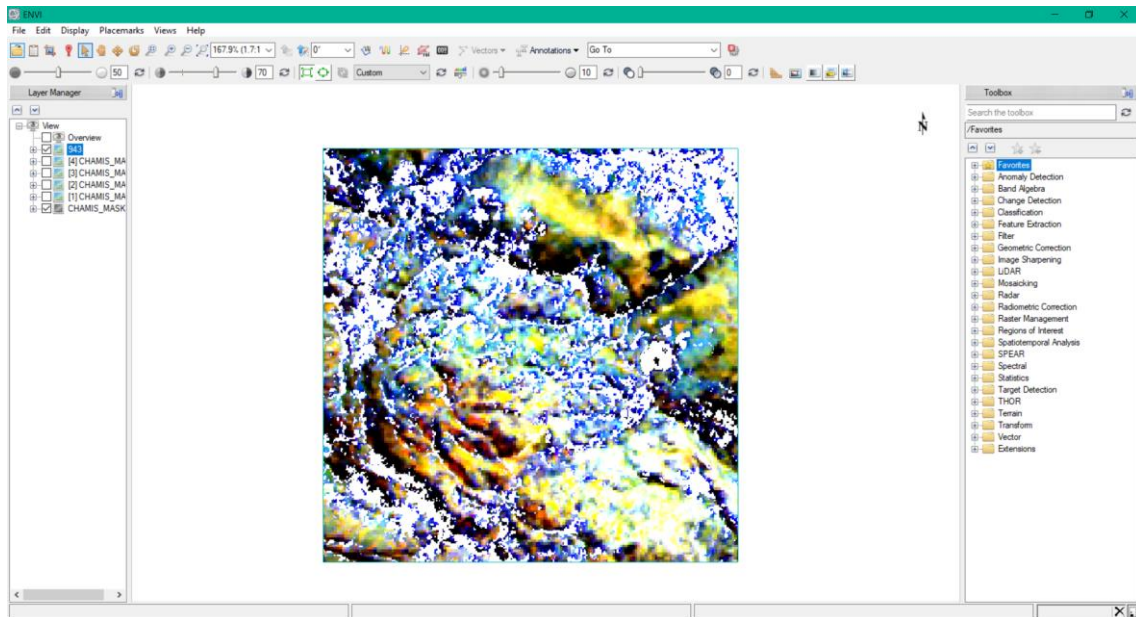 ENVI
File Edit Display Placemarks Views Help
167.9% (1.7:1 0° Vectors Annotations Go To
50 70 Custom 10 0
Layer Manager
View
Overview
943
[4] CHAMIS_MA
[3] CHAMIS_MA
[2] CHAMIS_MA
[1] CHAMIS_MA
CHAMIS_MASK
N
Toolbox
Search the toolbox
/Favorites
Favorites
Anomaly Detection
Band Algebra
Change Detection
Classification
Feature Extraction
Filter
Geometric Correction
Image Sharpening
LiDAR
Mosaicking
Radar
Radiometric Correction
Raster Management
Regions of Interest
Spatiotemporal Analysis
SPEAR
Spectral
Statistics
Target Detection
THOR
Terrain
Transform
Vector
Extensions